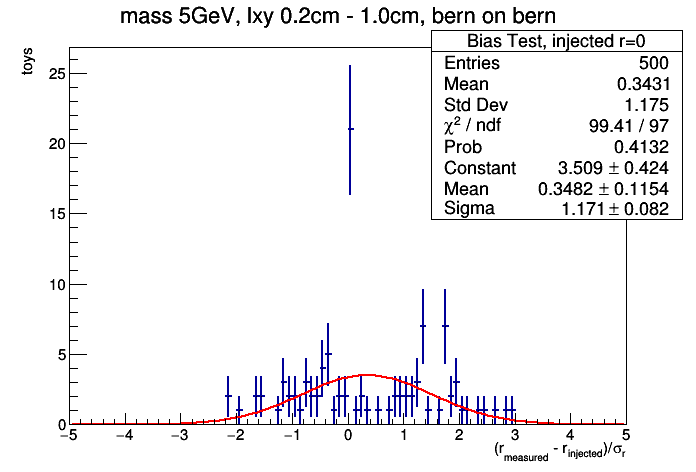 mass 5GeV, lxy 0.2cm - 1.0cm, bern on bern
Bias Test, injected r=0
Entries 500
Mean 0.3431
Std Dev 1.175
χ² / ndf 99.41 / 97
Prob 0.4132
Constant 3.509 ± 0.424
Mean 0.3482 ± 0.1154
Sigma 1.171 ± 0.082
toys
25
20
15
10
5
0
−5 −4 −3 −2 −1 0 1 2 3 4 5
(r_measured - r_injected)/σ_r